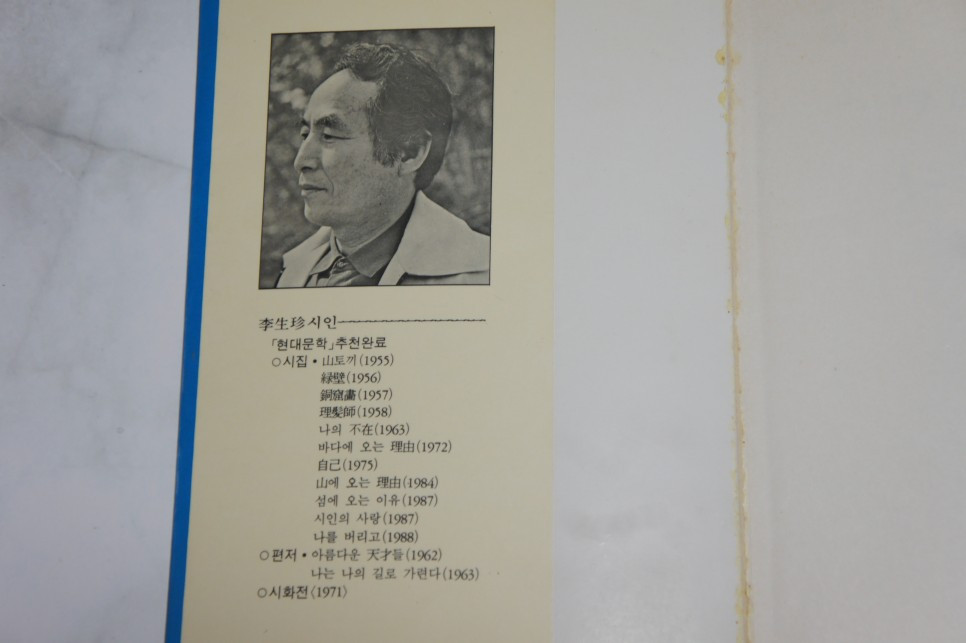 李生珍 시인
「현대문학」추천완료
○시집 • 山토끼(1955)
綠壁(1956)
銅窟畵(1957)
理髮師(1958)
나의 不在(1963)
바다에 오는 理由(1972)
自己(1975)
山에 오는 理由(1984)
섬에 오는 이유(1987)
시인의 사랑(1987)
나를 버리고(1988)
○편저 • 아름다운 天才들(1962)
나는 나의 길로 가련다(1963)
○시화전〈1971〉